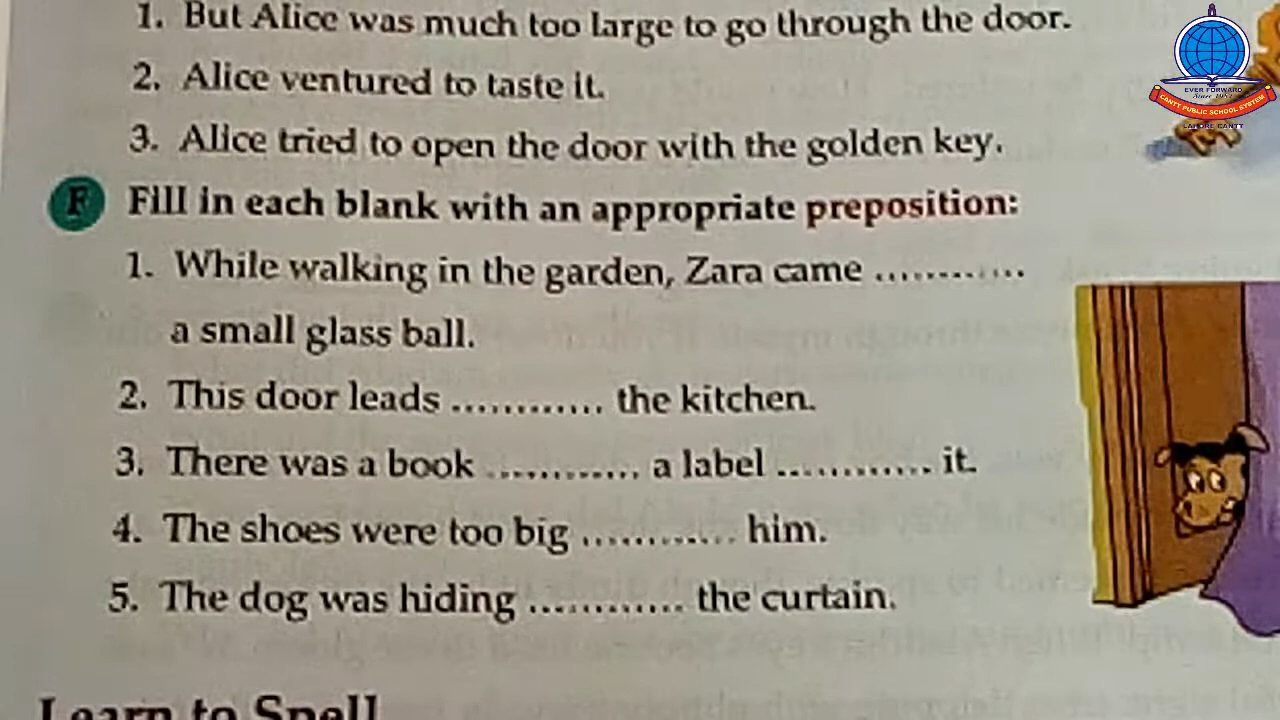 1. But Alice was much too large to go through the door.
2. Alice ventured to taste it.
3. Alice tried to open the door with the golden key.
F Fill in each blank with an appropriate preposition:
1. While walking in the garden, Zara came ............
a small glass ball.
2. This door leads ............ the kitchen.
3. There was a book ............ a label ............ it.
4. The shoes were too big ............ him.
5. The dog was hiding ............ the curtain.
Learn to Spell
EVER FORWARD
CANTT PUBLIC SCHOOL SYSTEM
LAHORE CANTT